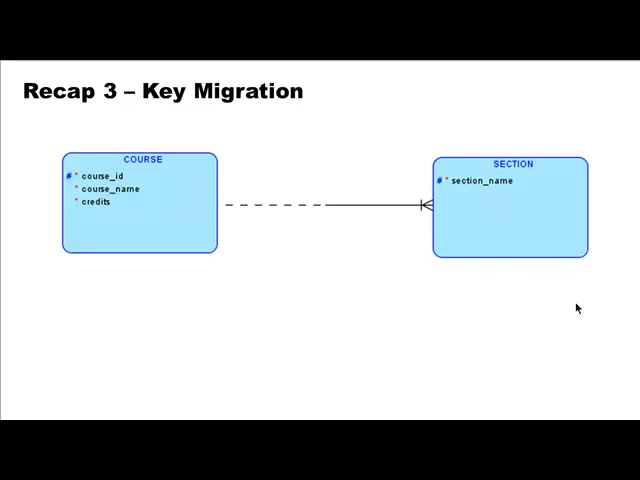 Recap 3 – Key Migration
COURSE
# * course_id
* course_name
* credits
SECTION
# * section_name